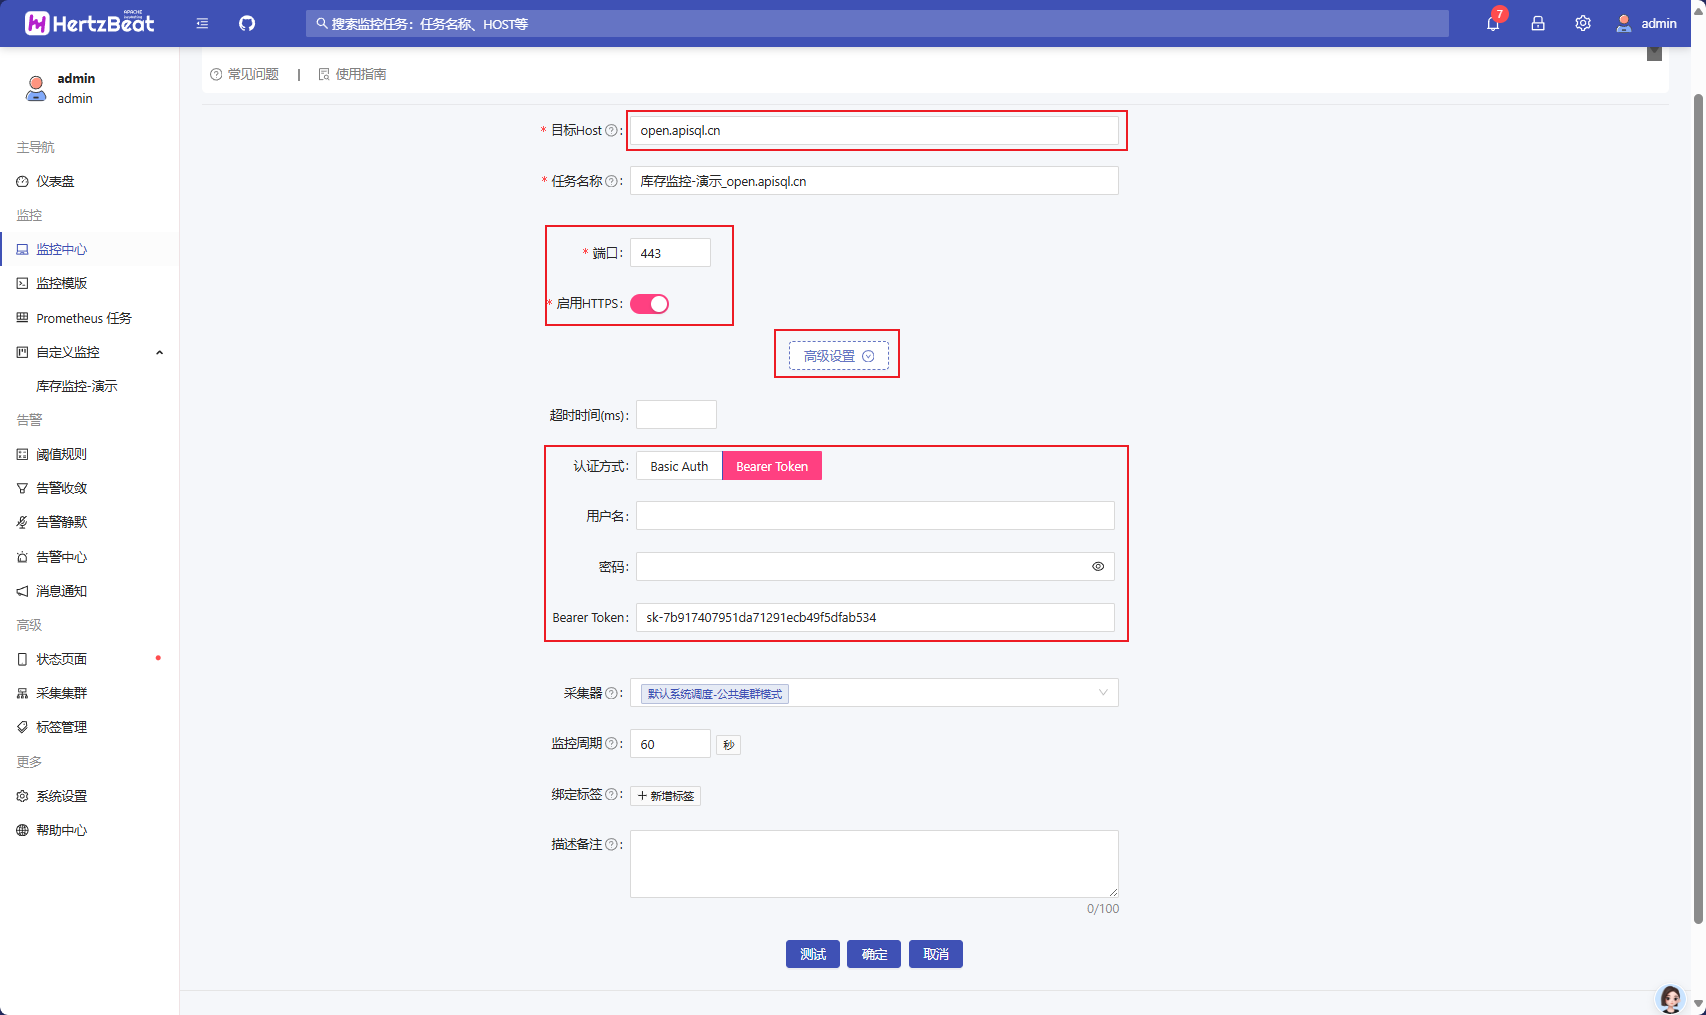 APACHE
HertzBeat
搜索监控任务：任务名称、HOST等
7
admin
admin
admin
主导航
仪表盘
监控
监控中心
监控模版
Prometheus 任务
自定义监控
库存监控-演示
告警
阈值规则
告警收敛
告警静默
告警中心
消息通知
高级
状态页面
采集集群
标签管理
更多
系统设置
帮助中心
常见问题 | 使用指南
* 目标Host : open.apisql.cn
* 任务名称 : 库存监控-演示_open.apisql.cn
* 端口: 443
* 启用HTTPS:
高级设置
超时时间(ms):
认证方式: Basic Auth Bearer Token
用户名:
密码:
Bearer Token: sk-7b917407951da71291ecb49f5dfab534
采集器 : 默认系统调度-公共集群模式
监控周期 : 60 秒
绑定标签 : + 新增标签
描述备注 :
0/100
测试 确定 取消